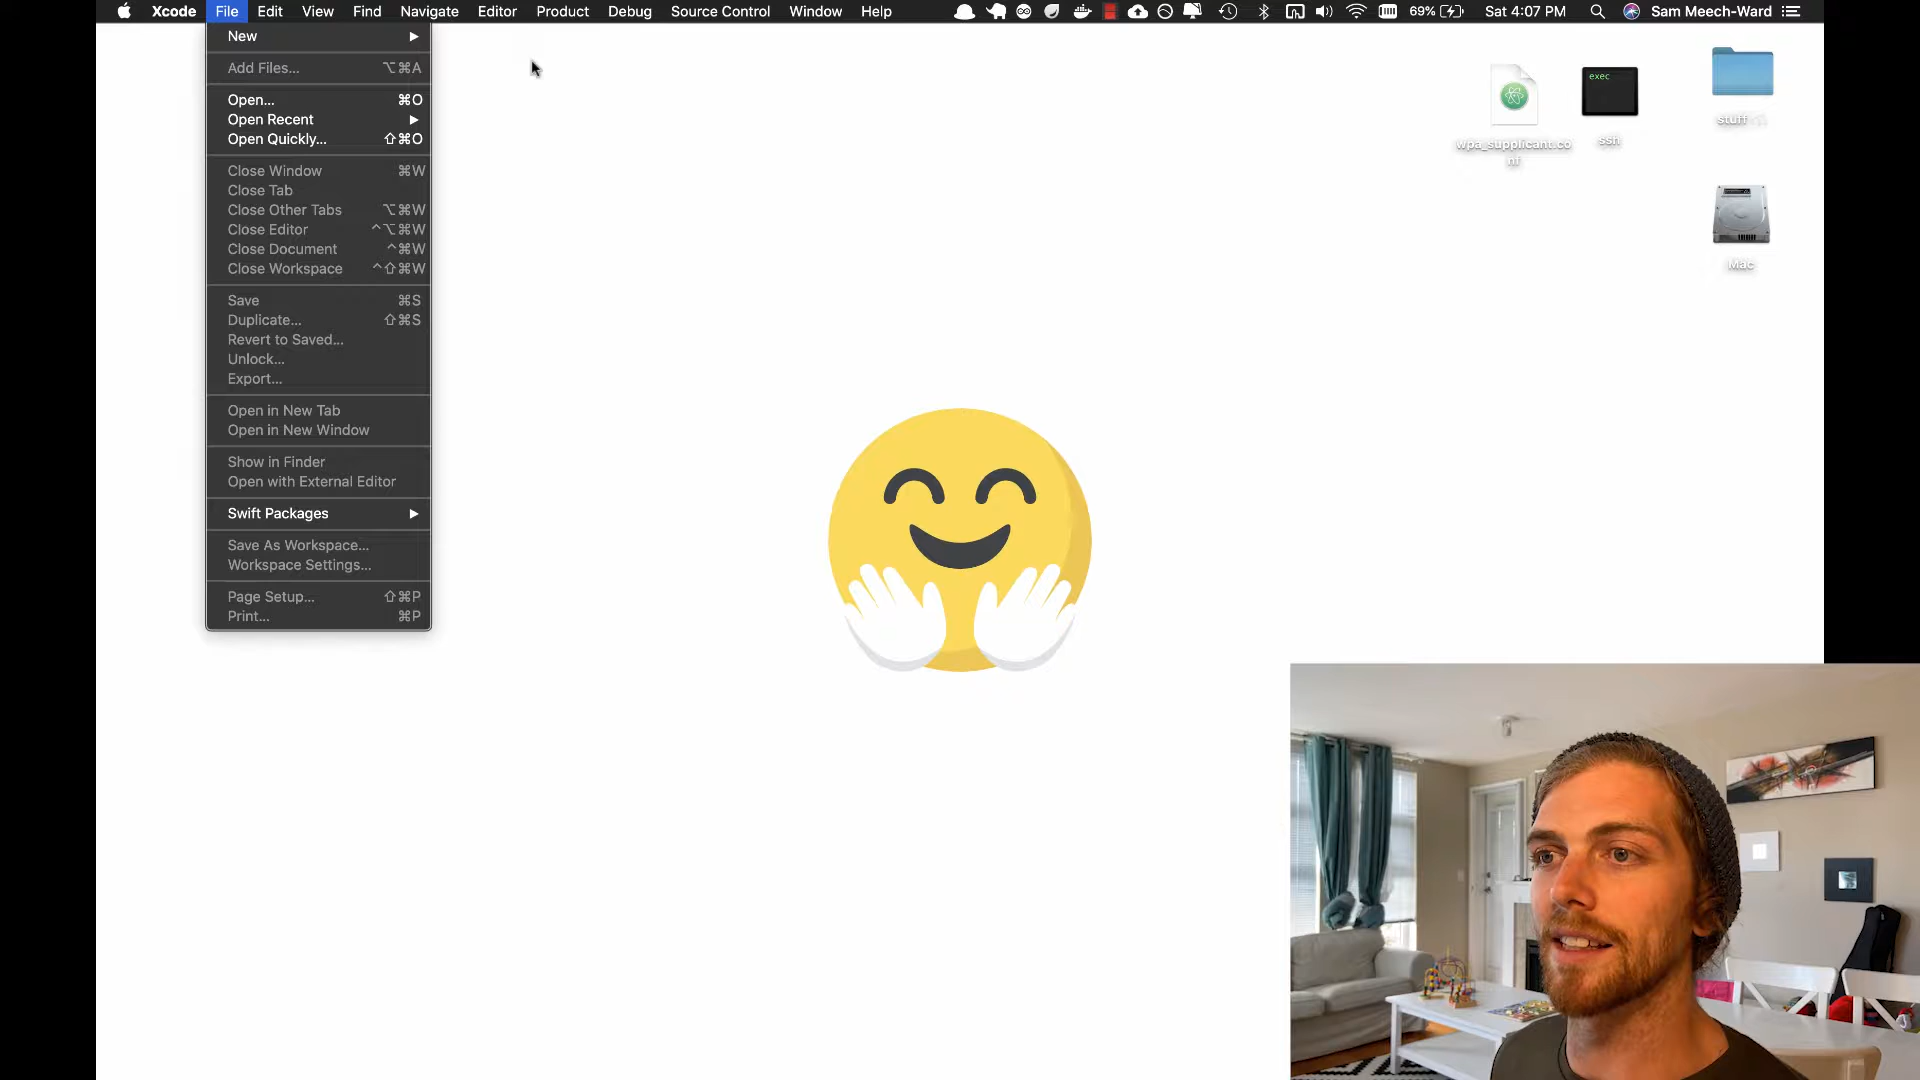 Xcode File Edit View Find Navigate Editor Product Debug Source Control Window Help 69% Sat 4:07 PM Sam Meech-Ward
New
Add Files... ⌥⌘A
Open... ⌘O
Open Recent
Open Quickly... ⇧⌘O
Close Window ⌘W
Close Tab
Close Other Tabs ⌥⌘W
Close Editor ^⌥⌘W
Close Document ^⌘W
Close Workspace ^⇧⌘W
Save ⌘S
Duplicate... ⇧⌘S
Revert to Saved...
Unlock...
Export...
Open in New Tab
Open in New Window
Show in Finder
Open with External Editor
Swift Packages
Save As Workspace...
Workspace Settings...
Page Setup... ⇧⌘P
Print... ⌘P
wpa_supplicant.co
nf
exec
ssh
stuff
Mac